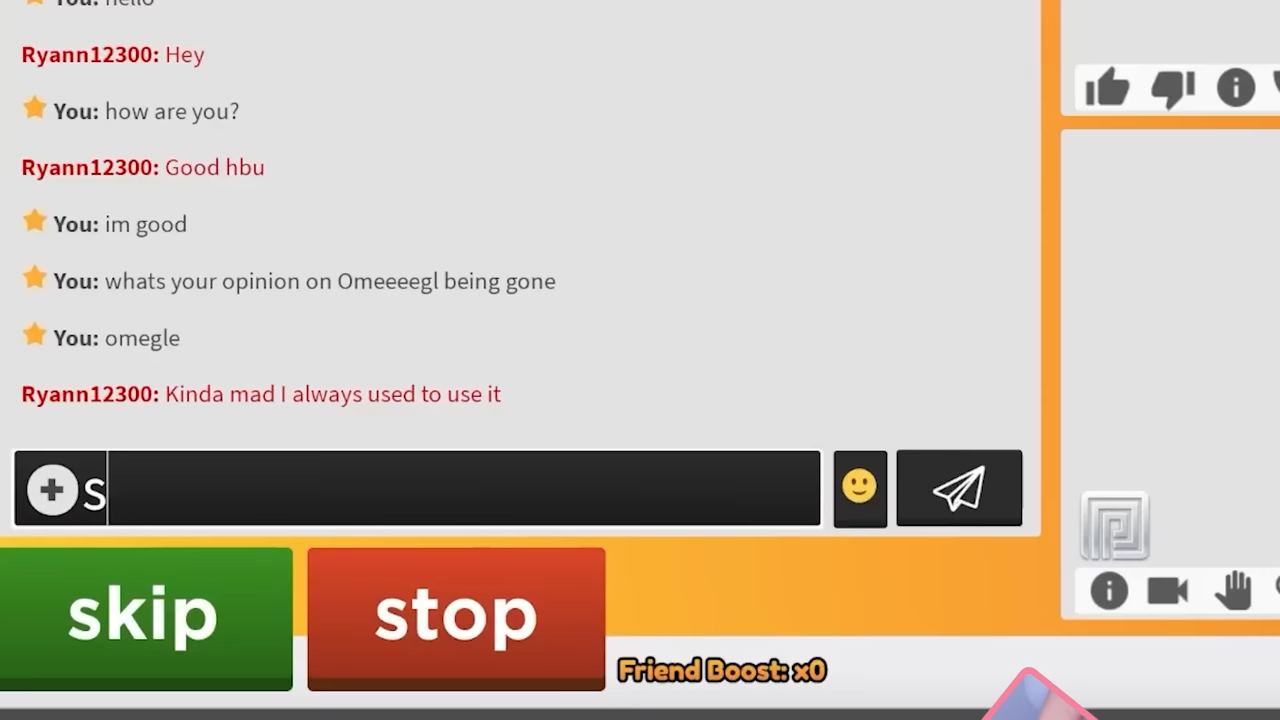 You: hello
Ryann12300: Hey
You: how are you?
Ryann12300: Good hbu
You: im good
You: whats your opinion on Omeeeegl being gone
You: omegle
Ryann12300: Kinda mad I always used to use it
S
skip
stop
Friend Boost: x0